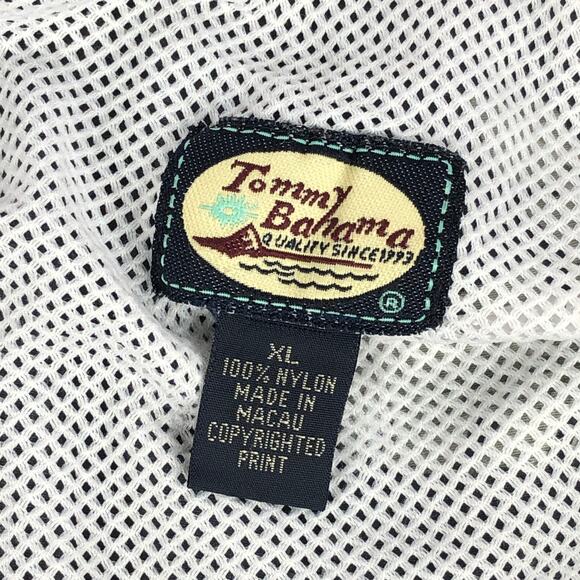 Tommy
Bahama
QUALITY SINCE 1993
®
XL
100% NYLON
MADE IN
MACAU
COPYRIGHTED
PRINT